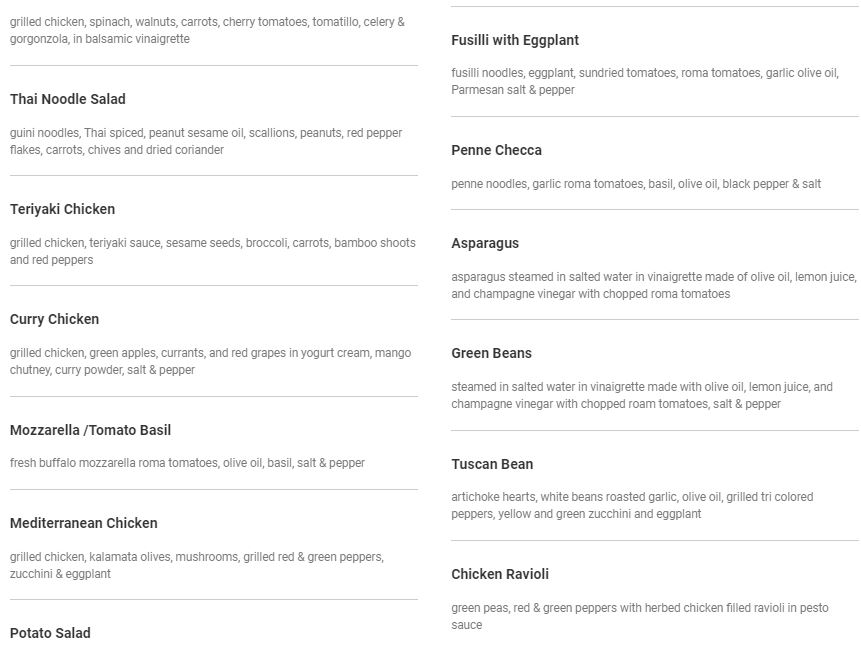 grilled chicken, spinach, walnuts, carrots, cherry tomatoes, tomatillo, celery &
gorgonzola, in balsamic vinaigrette
Thai Noodle Salad
guini noodles, Thai spiced, peanut sesame oil, scallions, peanuts, red pepper
flakes, carrots, chives and dried coriander
Teriyaki Chicken
grilled chicken, teriyaki sauce, sesame seeds, broccoli, carrots, bamboo shoots
and red peppers
Curry Chicken
grilled chicken, green apples, currants, and red grapes in yogurt cream, mango
chutney, curry powder, salt & pepper
Mozzarella /Tomato Basil
fresh buffalo mozzarella roma tomatoes, olive oil, basil, salt & pepper
Mediterranean Chicken
grilled chicken, kalamata olives, mushrooms, grilled red & green peppers,
zucchini & eggplant
Potato Salad
Fusilli with Eggplant
fusilli noodles, eggplant, sundried tomatoes, roma tomatoes, garlic olive oil,
Parmesan salt & pepper
Penne Checca
penne noodles, garlic roma tomatoes, basil, olive oil, black pepper & salt
Asparagus
asparagus steamed in salted water in vinaigrette made of olive oil, lemon juice,
and champagne vinegar with chopped roma tomatoes
Green Beans
steamed in salted water in vinaigrette made with olive oil, lemon juice, and
champagne vinegar with chopped roam tomatoes, salt & pepper
Tuscan Bean
artichoke hearts, white beans roasted garlic, olive oil, grilled tri colored
peppers, yellow and green zucchini and eggplant
Chicken Ravioli
green peas, red & green peppers with herbed chicken filled ravioli in pesto
sauce